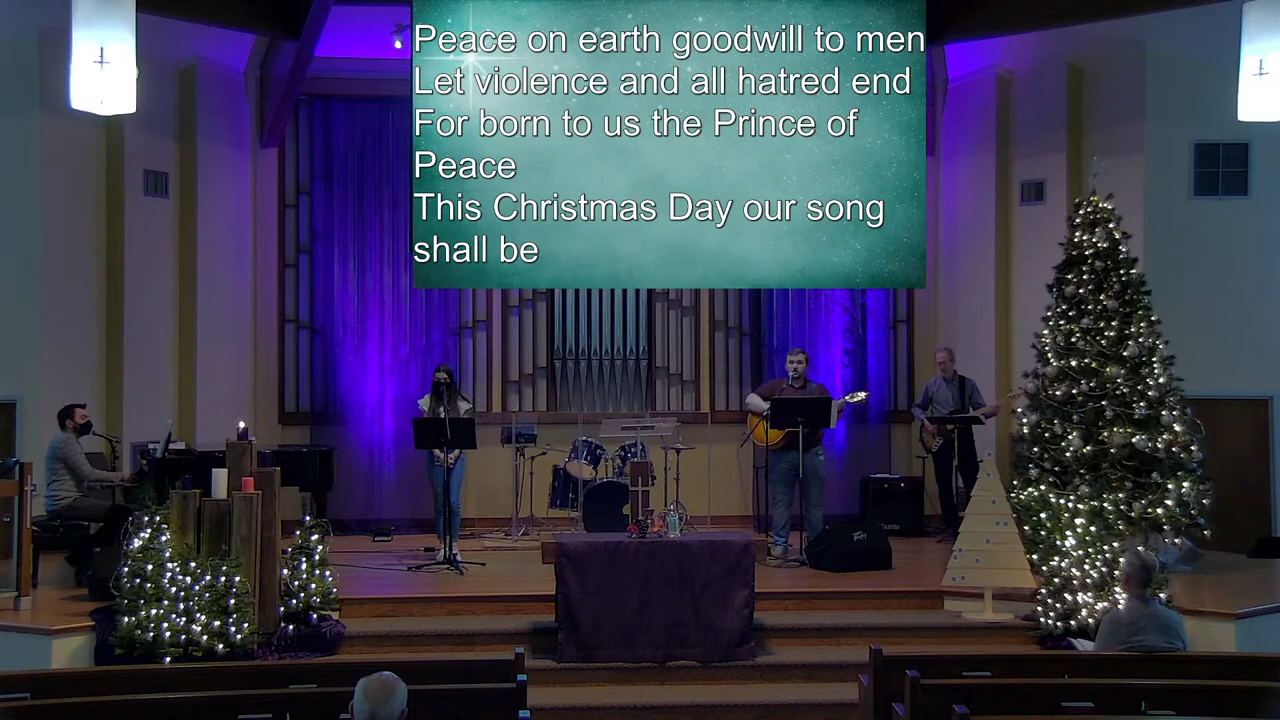 Peace on earth goodwill to men
Let violence and all hatred end
For born to us the Prince of
Peace
This Christmas Day our song
shall be